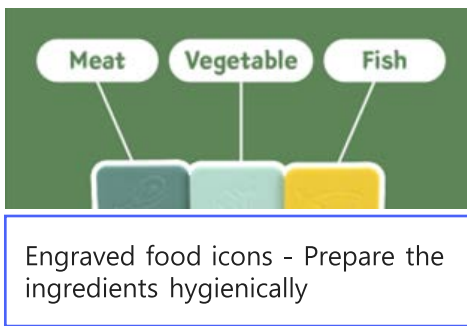 Meat Vegetable Fish
Engraved food icons - Prepare the
ingredients hygienically